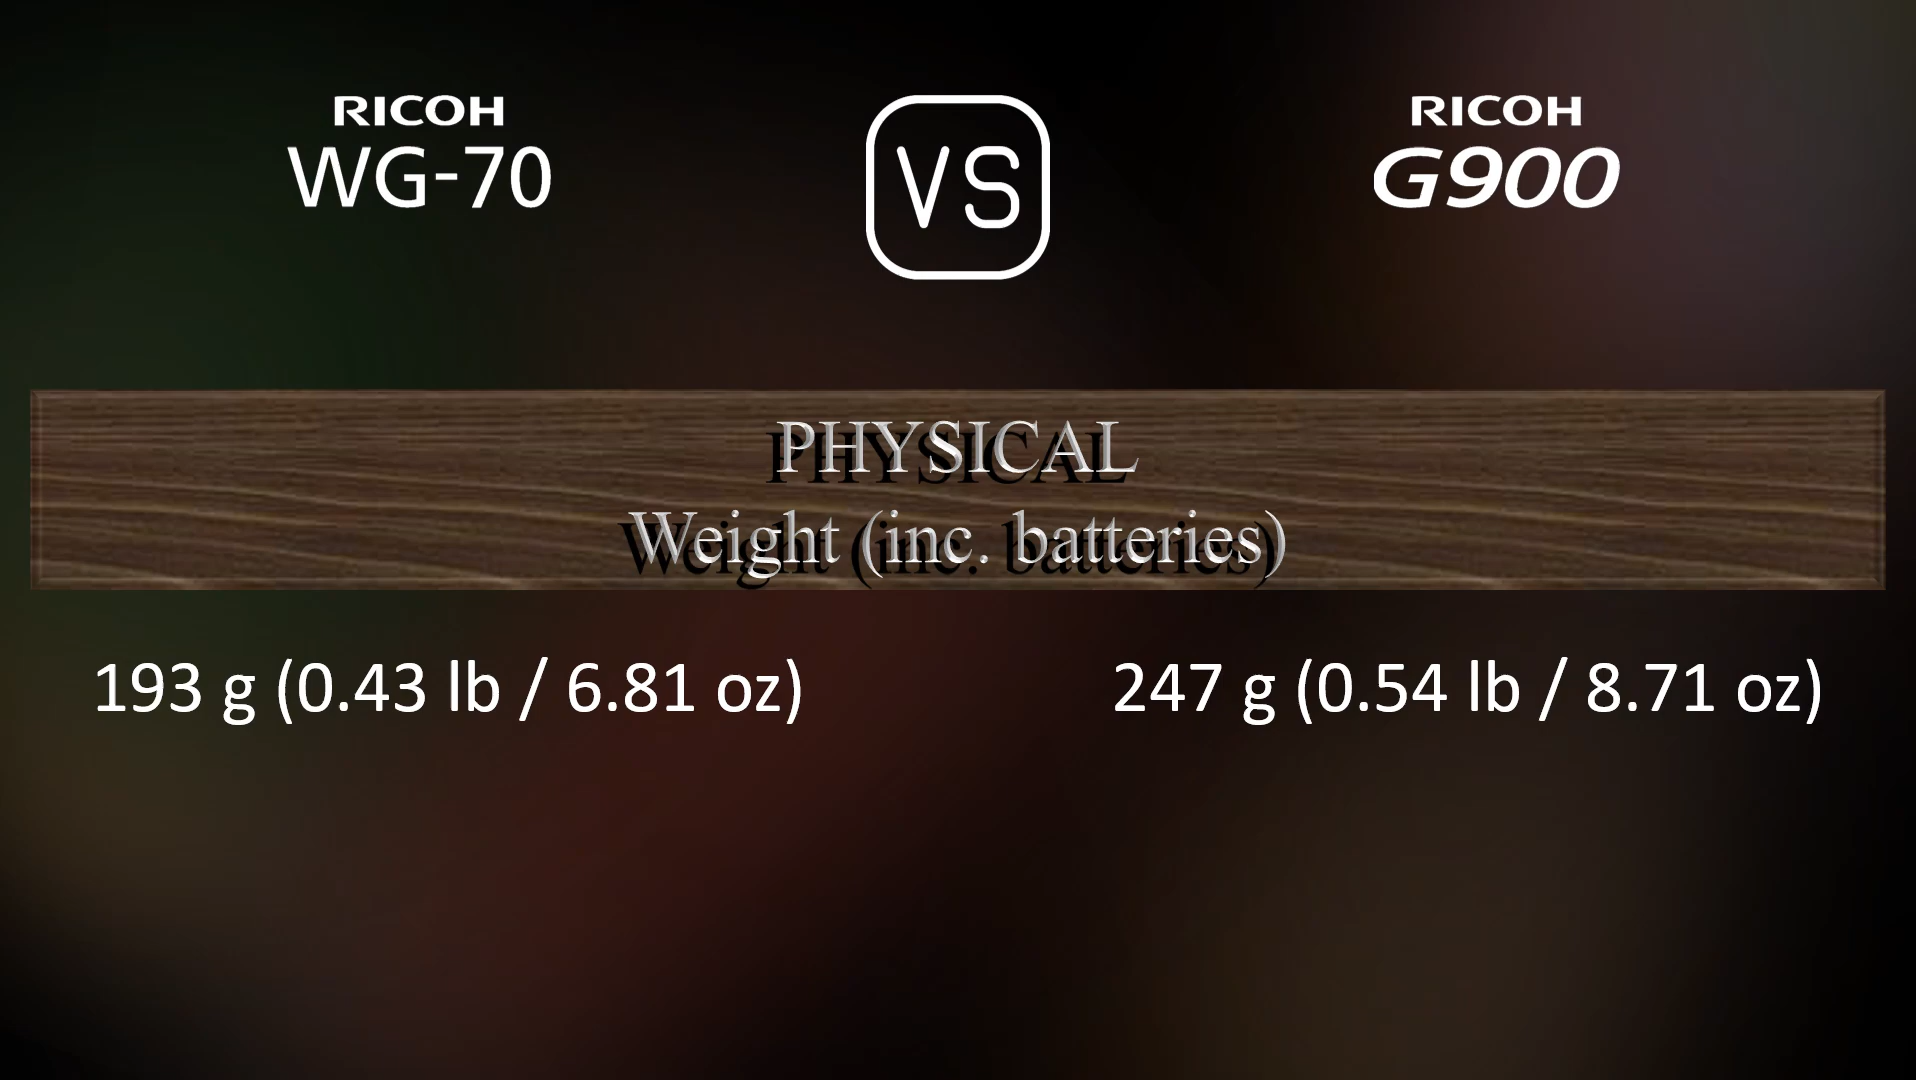 RICOH
WG-70
VS
RICOH
G900
PHYSICAL
Weight (inc. batteries)
193 g (0.43 lb / 6.81 oz)
247 g (0.54 lb / 8.71 oz)